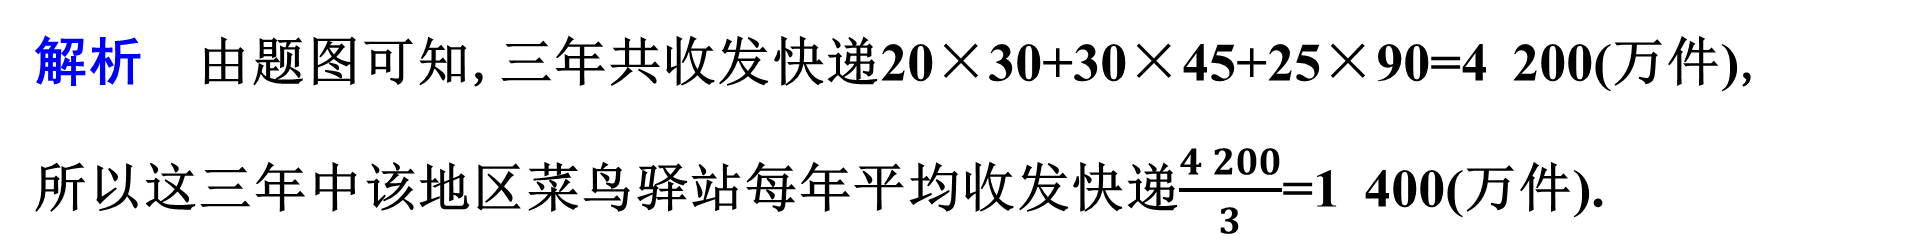 解析 由题图可知,三年共收发快递20×30+30×45+25×90=4 200(万件),
所以这三年中该地区菜鸟驿站每年平均收发快递$\frac{4 200}{3}$=1 400(万件).